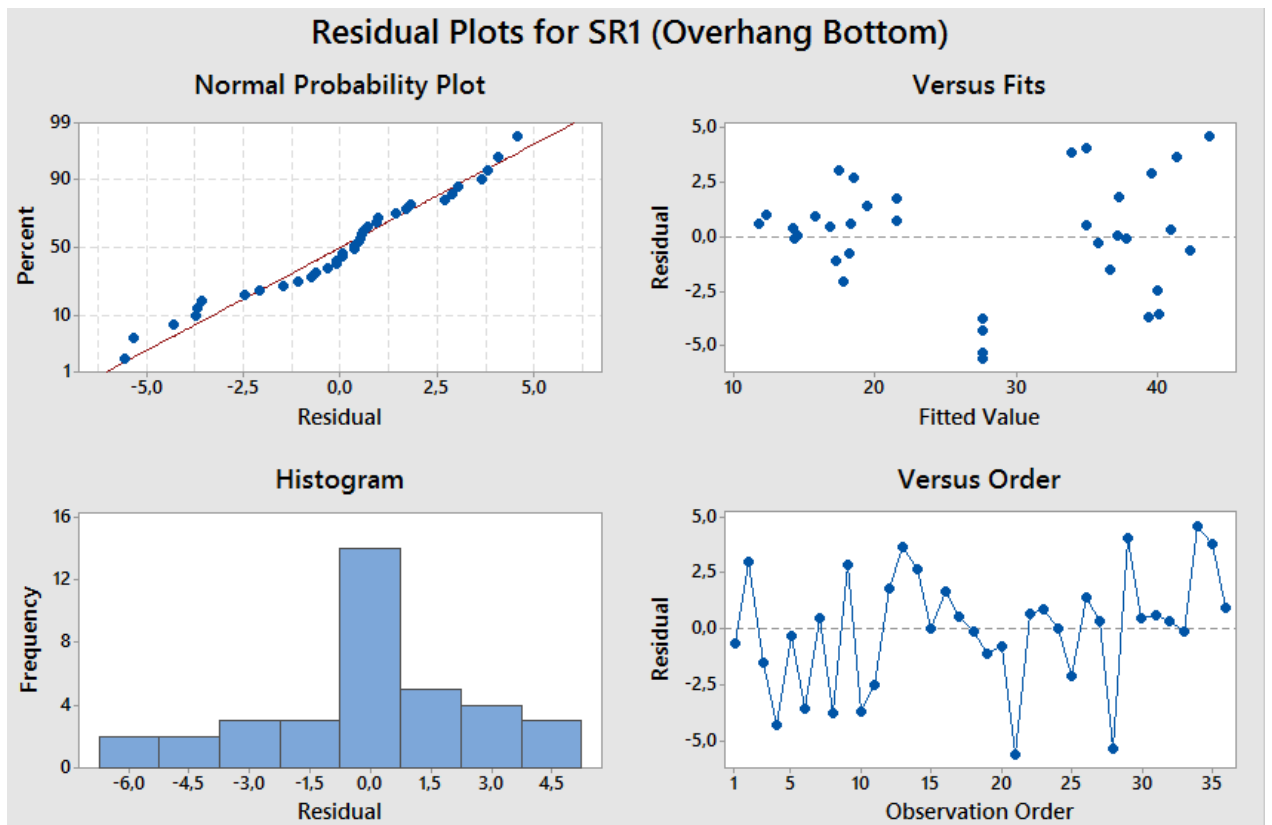 Residual Plots for SR1 (Overhang Bottom)
Normal Probability Plot
99
90
50
10
1
Percent
-5,0 -2,5 0,0 2,5 5,0
Residual
Versus Fits
5,0
2,5
0,0
-2,5
-5,0
Residual
10 20 30 40
Fitted Value
Histogram
16
12
8
4
0
Frequency
-6,0 -4,5 -3,0 -1,5 0,0 1,5 3,0 4,5
Residual
Versus Order
5,0
2,5
0,0
-2,5
-5,0
Residual
1 5 10 15 20 25 30 35
Observation Order